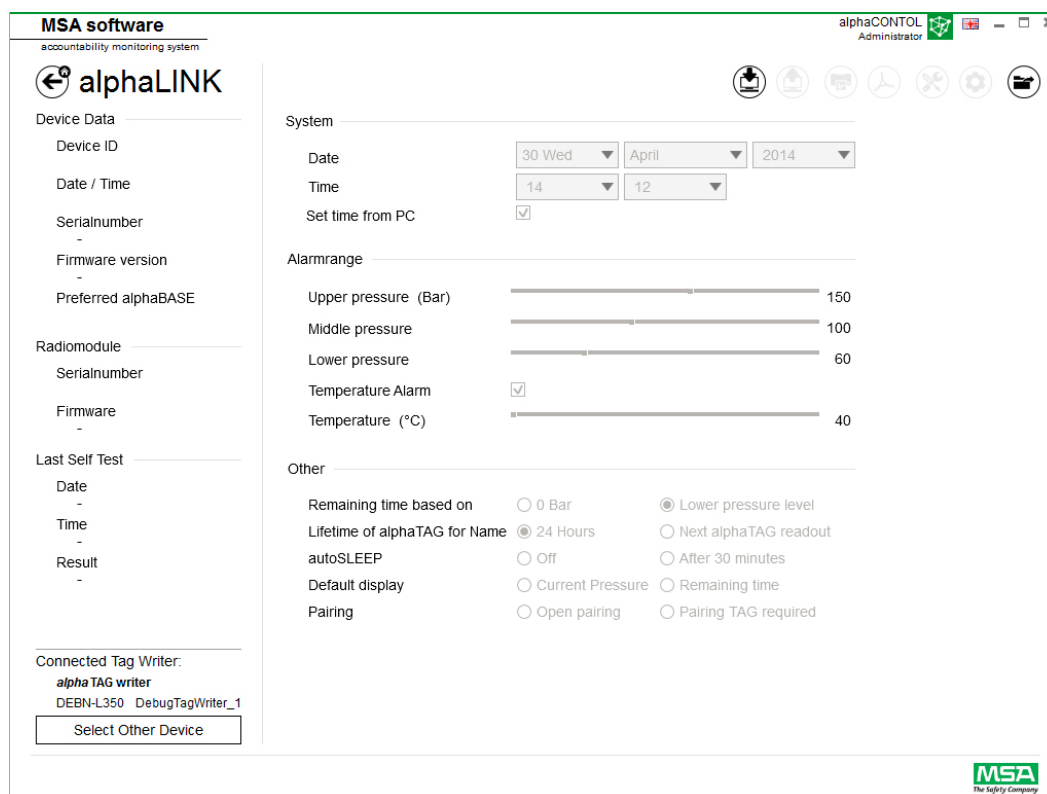 MSA software
accountability monitoring system
alphaCONTOL
Administrator
alphaLINK
Device Data
Device ID
Date / Time
Serialnumber
-
Firmware version
-
Preferred alphaBASE
Radiomodule
Serialnumber
Firmware
-
Last Self Test
Date
-
Time
-
Result
-
Connected Tag Writer:
alpha TAG writer
DEBN-L350 DebugTagWriter_1
Select Other Device
System
Date 30 Wed April 2014
Time 14 12
Set time from PC
Alarmrange
Upper pressure (Bar) 150
Middle pressure 100
Lower pressure 60
Temperature Alarm
Temperature (°C) 40
Other
Remaining time based on 0 Bar Lower pressure level
Lifetime of alphaTAG for Name 24 Hours Next alphaTAG readout
autoSLEEP Off After 30 minutes
Default display Current Pressure Remaining time
Pairing Open pairing Pairing TAG required
MSA
The Safety Company